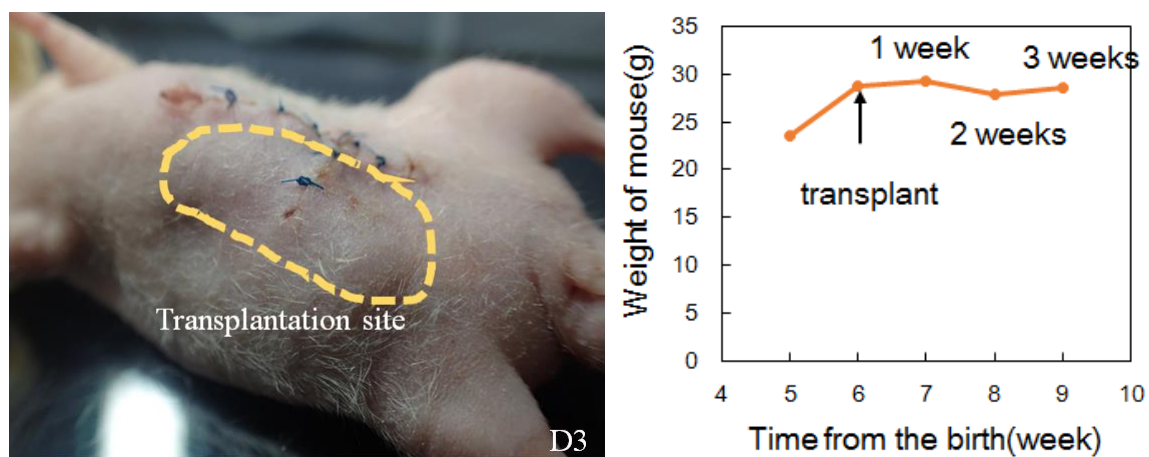 Transplantation site
D3
Weight of mouse(g)
35
30
25
20
15
10
5
0
1 week
3 weeks
2 weeks
transplant
4 5 6 7 8 9 10
Time from the birth(week)